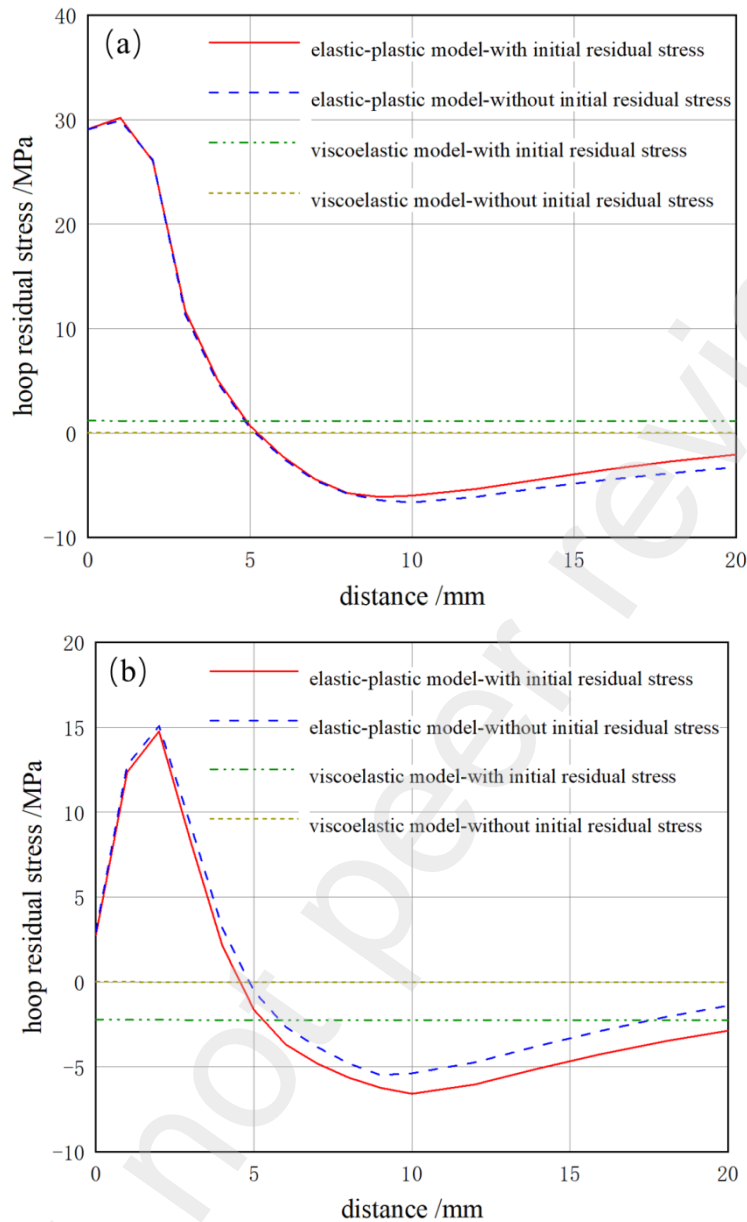 40
(a)
elastic-plastic model-with initial residual stress
elastic-plastic model-without initial residual stress
30
viscoelastic model-with initial residual stress
viscoelastic model-without initial residual stress
20
10
0
-10
hoop residual stress /MPa
0 5 10 15 20
distance /mm
20
(b)
elastic-plastic model-with initial residual stress
15
elastic-plastic model-without initial residual stress
viscoelastic model-with initial residual stress
10
viscoelastic model-without initial residual stress
5
0
-5
-10
hoop residual stress /MPa
0 5 10 15 20
distance /mm
not peer